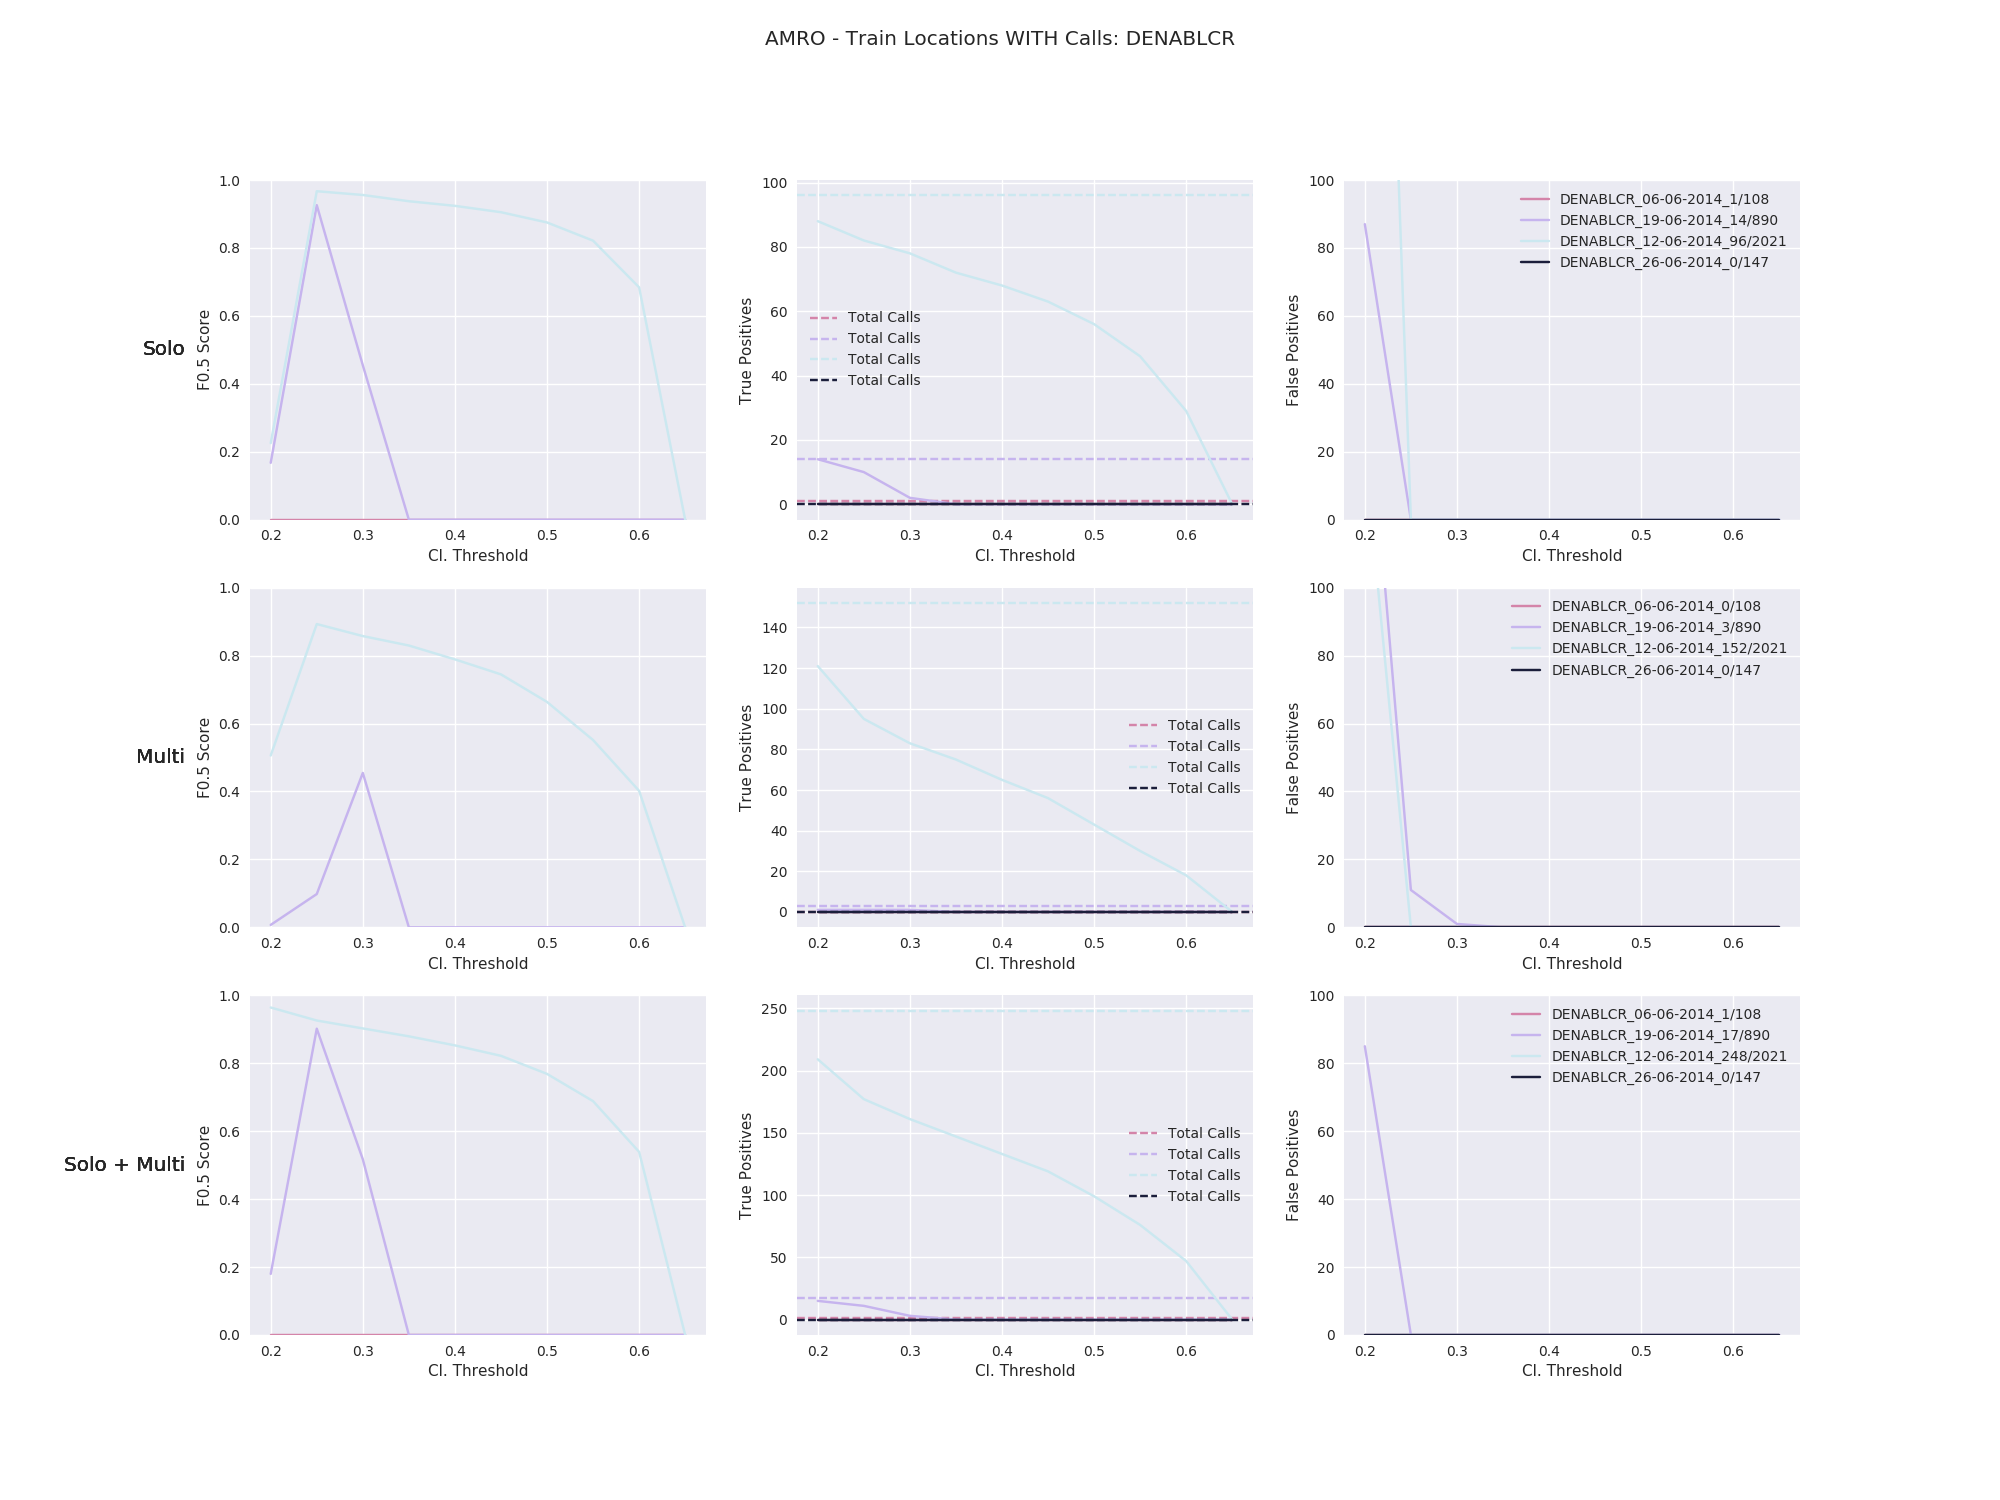 AMRO - Train Locations WITH Calls: DENABLCR
Solo
F0.5 Score
1.0
0.8
0.6
0.4
0.2
0.0
0.2 0.3 0.4 0.5 0.6
Cl. Threshold
True Positives
100
80
60
40
20
0
Total Calls
Total Calls
Total Calls
Total Calls
0.2 0.3 0.4 0.5 0.6
Cl. Threshold
False Positives
100
80
60
40
20
0
DENABLCR_06-06-2014_1/108
DENABLCR_19-06-2014_14/890
DENABLCR_12-06-2014_96/2021
DENABLCR_26-06-2014_0/147
0.2 0.3 0.4 0.5 0.6
Cl. Threshold
Multi
F0.5 Score
1.0
0.8
0.6
0.4
0.2
0.0
0.2 0.3 0.4 0.5 0.6
Cl. Threshold
True Positives
140
120
100
80
60
40
20
0
Total Calls
Total Calls
Total Calls
Total Calls
0.2 0.3 0.4 0.5 0.6
Cl. Threshold
False Positives
100
80
60
40
20
0
DENABLCR_06-06-2014_0/108
DENABLCR_19-06-2014_3/890
DENABLCR_12-06-2014_152/2021
DENABLCR_26-06-2014_0/147
0.2 0.3 0.4 0.5 0.6
Cl. Threshold
Solo + Multi
F0.5 Score
1.0
0.8
0.6
0.4
0.2
0.0
0.2 0.3 0.4 0.5 0.6
Cl. Threshold
True Positives
250
200
150
100
50
0
Total Calls
Total Calls
Total Calls
Total Calls
0.2 0.3 0.4 0.5 0.6
Cl. Threshold
False Positives
100
80
60
40
20
0
DENABLCR_06-06-2014_1/108
DENABLCR_19-06-2014_17/890
DENABLCR_12-06-2014_248/2021
DENABLCR_26-06-2014_0/147
0.2 0.3 0.4 0.5 0.6
Cl. Threshold